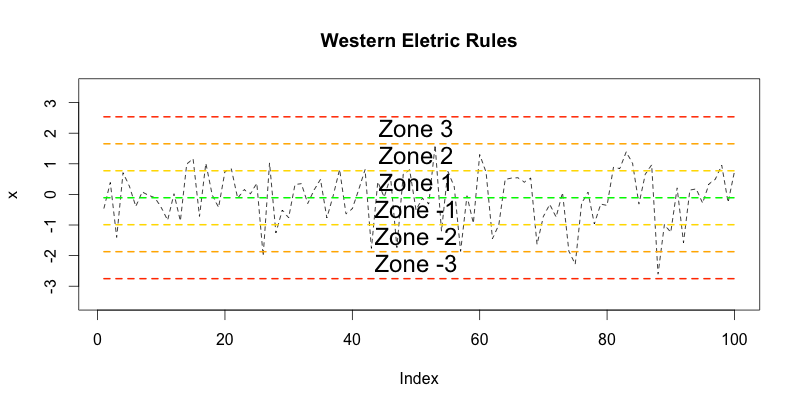 Western Eletric Rules
x
3
2
1
0
-1
-2
-3
Zone 3
Zone 2
Zone 1
Zone -1
Zone -2
Zone -3
0 20 40 60 80 100
Index